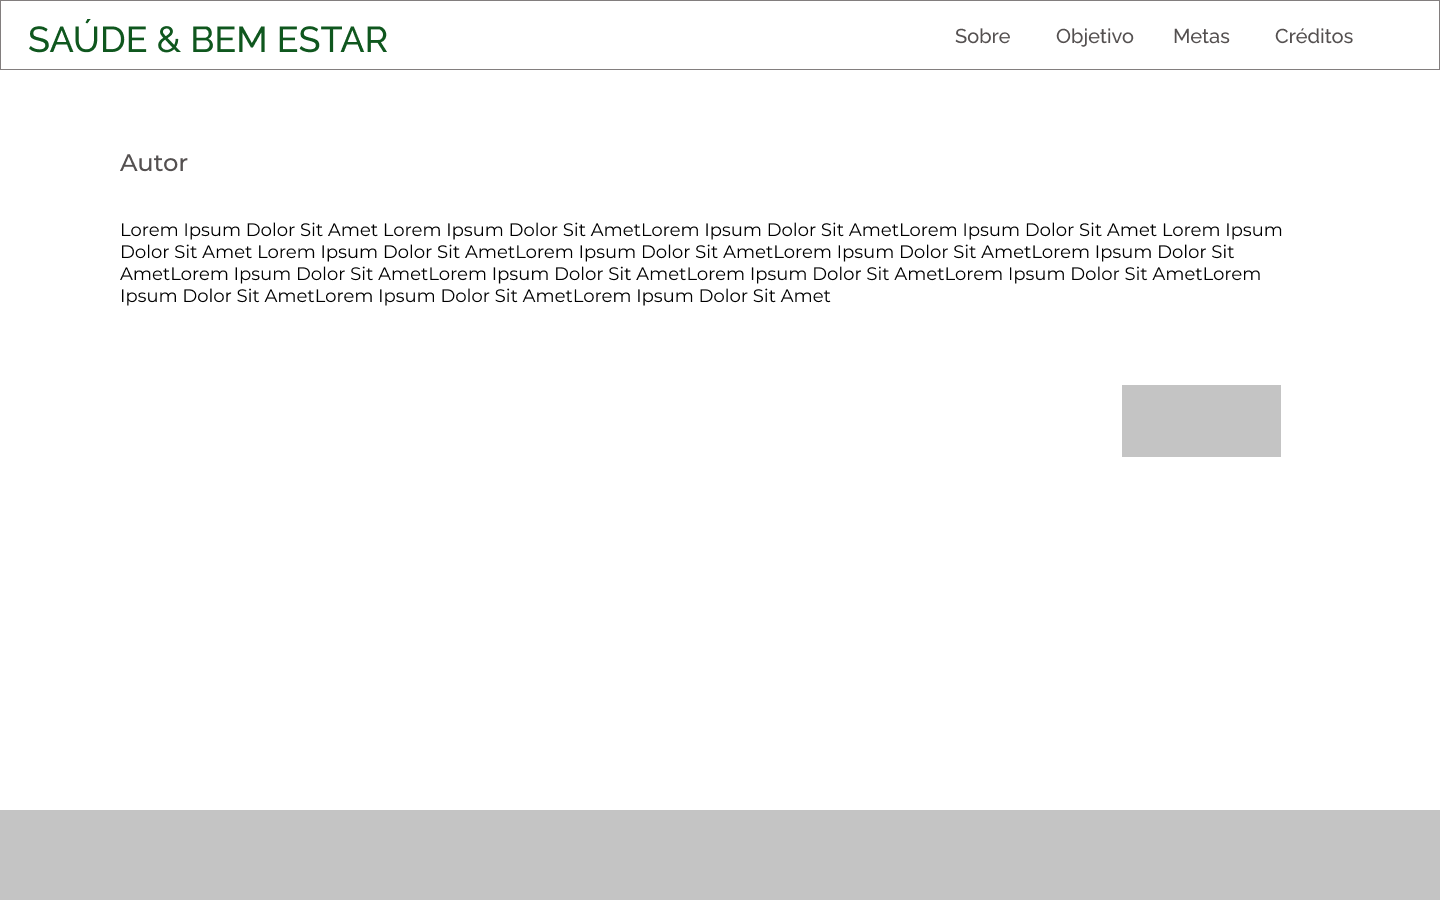 SAÚDE & BEM ESTAR
Sobre Objetivo Metas Créditos
Autor
Lorem Ipsum Dolor Sit Amet Lorem Ipsum Dolor Sit AmetLorem Ipsum Dolor Sit AmetLorem Ipsum Dolor Sit Amet Lorem Ipsum
Dolor Sit Amet Lorem Ipsum Dolor Sit AmetLorem Ipsum Dolor Sit AmetLorem Ipsum Dolor Sit AmetLorem Ipsum Dolor Sit
AmetLorem Ipsum Dolor Sit AmetLorem Ipsum Dolor Sit AmetLorem Ipsum Dolor Sit AmetLorem Ipsum Dolor Sit AmetLorem
Ipsum Dolor Sit AmetLorem Ipsum Dolor Sit AmetLorem Ipsum Dolor Sit Amet